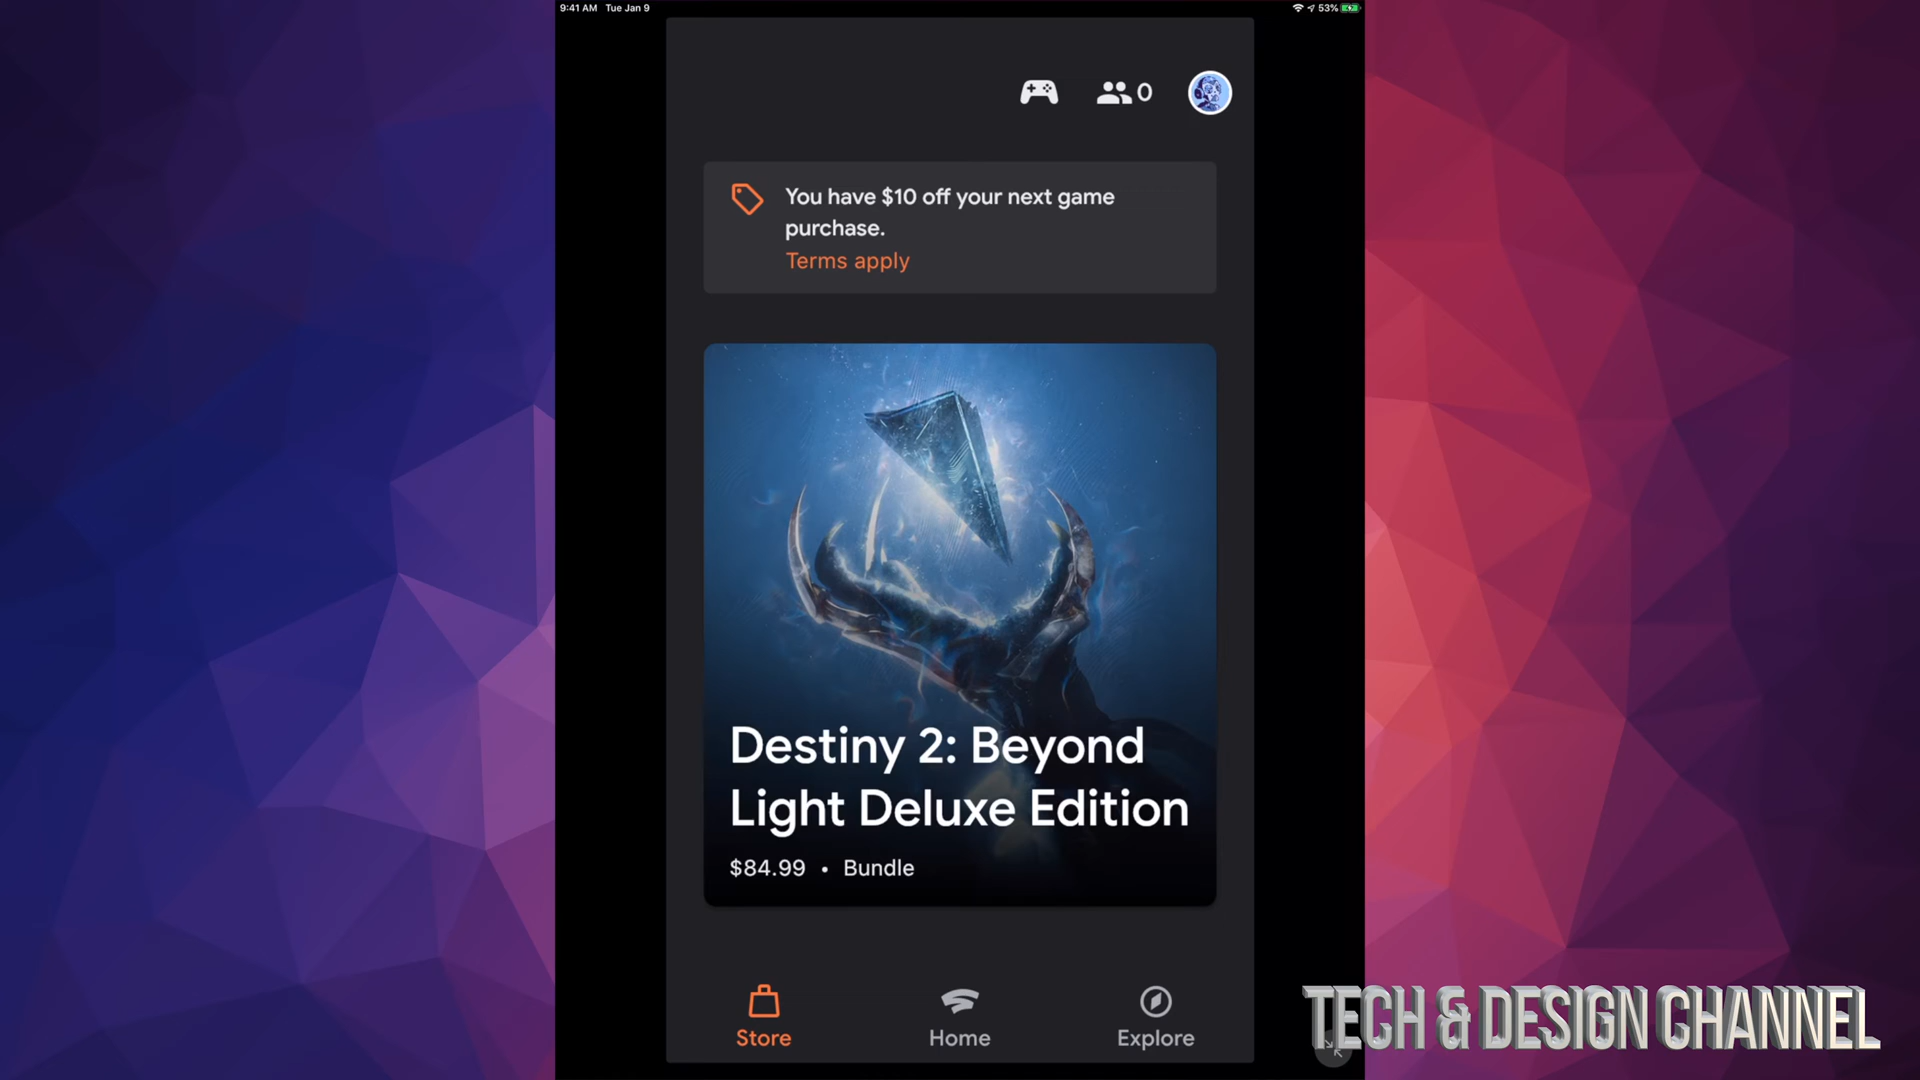 9:41 AM Tue Jan 9
53%
0
You have $10 off your next game
purchase.
Terms apply
Destiny 2: Beyond
Light Deluxe Edition
$84.99 • Bundle
Store
Home
Explore
TECH & DESIGN CHANNEL